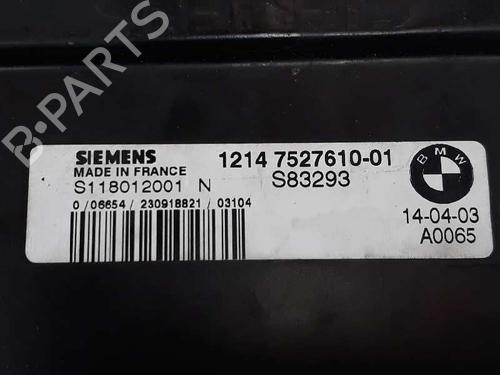 SIEMENS 1214 7527610-01
MADE IN FRANCE
S118012001 N S83293
0 / 06654 / 230918821 / 03104
BMW
14-04-03
A0065
B-PARTS